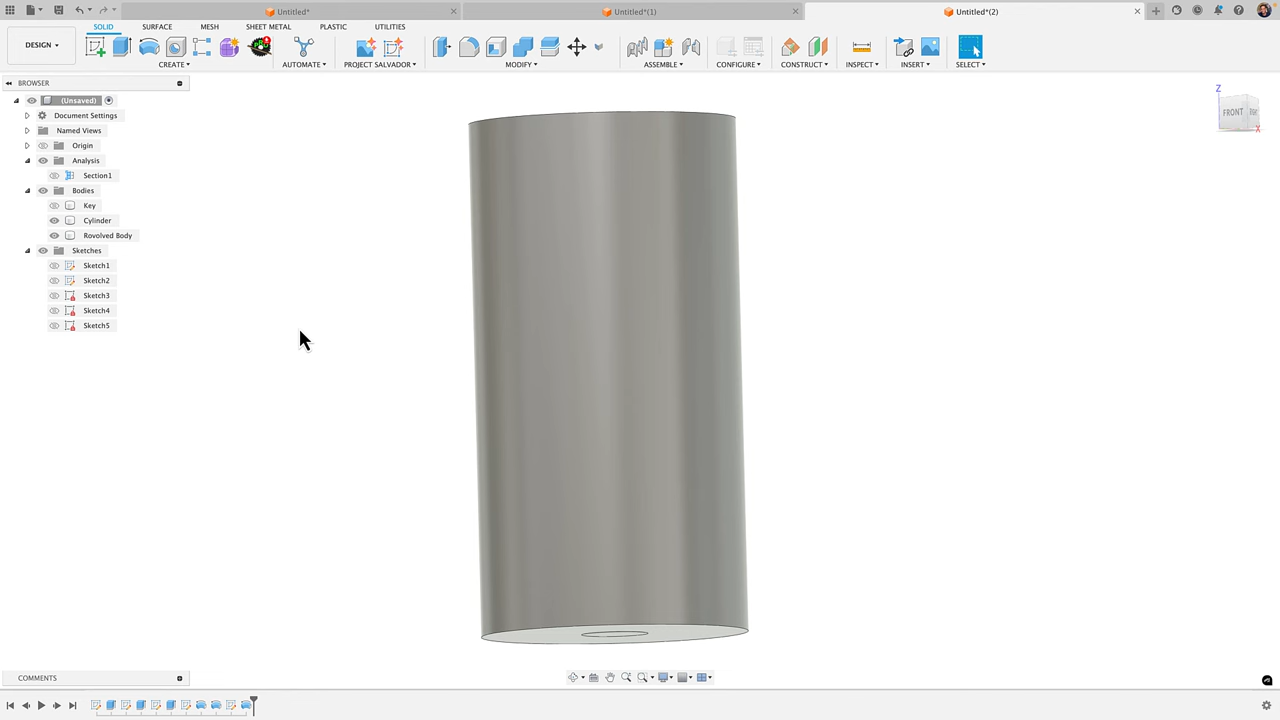 Untitled*
Untitled*(1)
Untitled*(2)
DESIGN
SOLID
SURFACE
MESH
SHEET METAL
PLASTIC
UTILITIES
CREATE
AUTOMATE
PROJECT SALVADOR
MODIFY
ASSEMBLE
CONFIGURE
CONSTRUCT
INSPECT
INSERT
SELECT
BROWSER
(Unsaved)
Document Settings
Named Views
Origin
Analysis
Section1
Bodies
Key
Cylinder
Rovolved Body
Sketches
Sketch1
Sketch2
Sketch3
Sketch4
Sketch5
Z
FRONT
X
COMMENTS